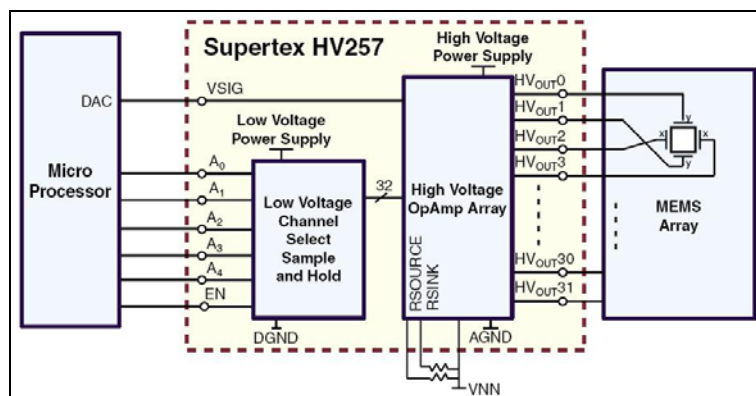 Supertex HV257
High Voltage
Power Supply
DAC
VSIG
Low Voltage
Power Supply
Micro
Processor
A0
A1
A2
A3
A4
EN
Low Voltage
Channel
Select
Sample
and Hold
32
High Voltage
OpAmp Array
RSOURCE
RSINK
HVOUT0
HVOUT1
HVOUT2
HVOUT3
HVOUT30
HVOUT31
y
x
x
y
MEMS
Array
DGND
AGND
VNN